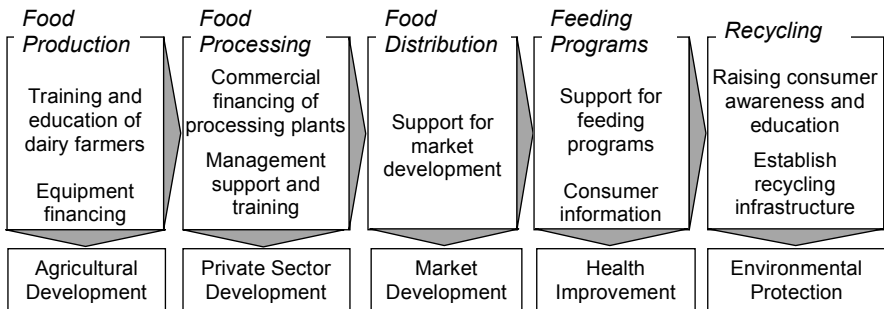 Food
Production
Training and
education of
dairy farmers
Equipment
financing
Agricultural
Development
Food
Processing
Commercial
financing of
processing plants
Management
support and
training
Private Sector
Development
Food
Distribution
Support for
market
development
Market
Development
Feeding
Programs
Support for
feeding
programs
Consumer
information
Health
Improvement
Recycling
Raising consumer
awareness and
education
Establish
recycling
infrastructure
Environmental
Protection